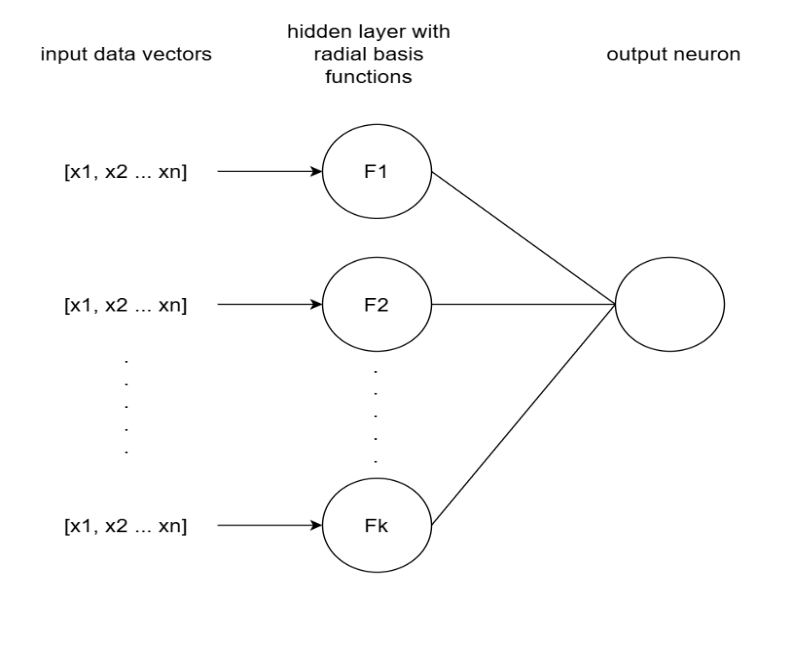 input data vectors
hidden layer with
radial basis
functions
output neuron
[x1, x2 ... xn]
F1
[x1, x2 ... xn]
F2
[x1, x2 ... xn]
Fk